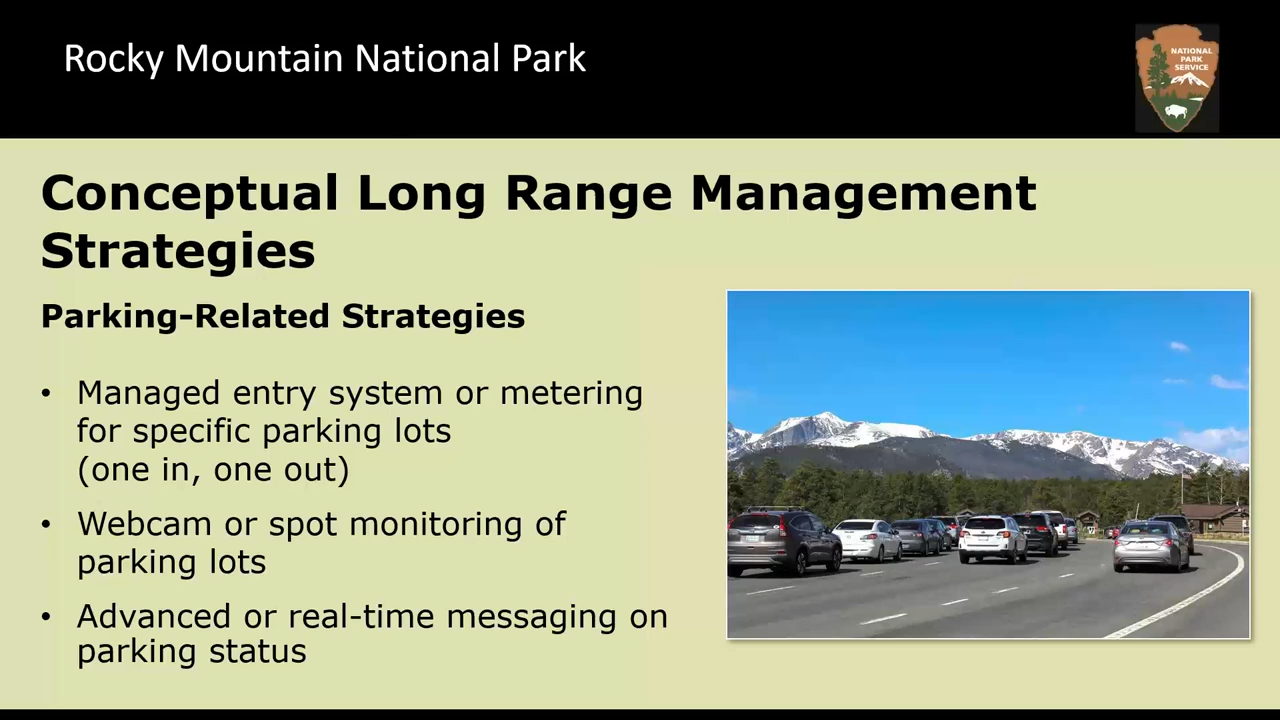 Rocky Mountain National Park
NATIONAL
PARK
SERVICE
Conceptual Long Range Management
Strategies
Parking-Related Strategies
• Managed entry system or metering
for specific parking lots
(one in, one out)
• Webcam or spot monitoring of
parking lots
• Advanced or real-time messaging on
parking status